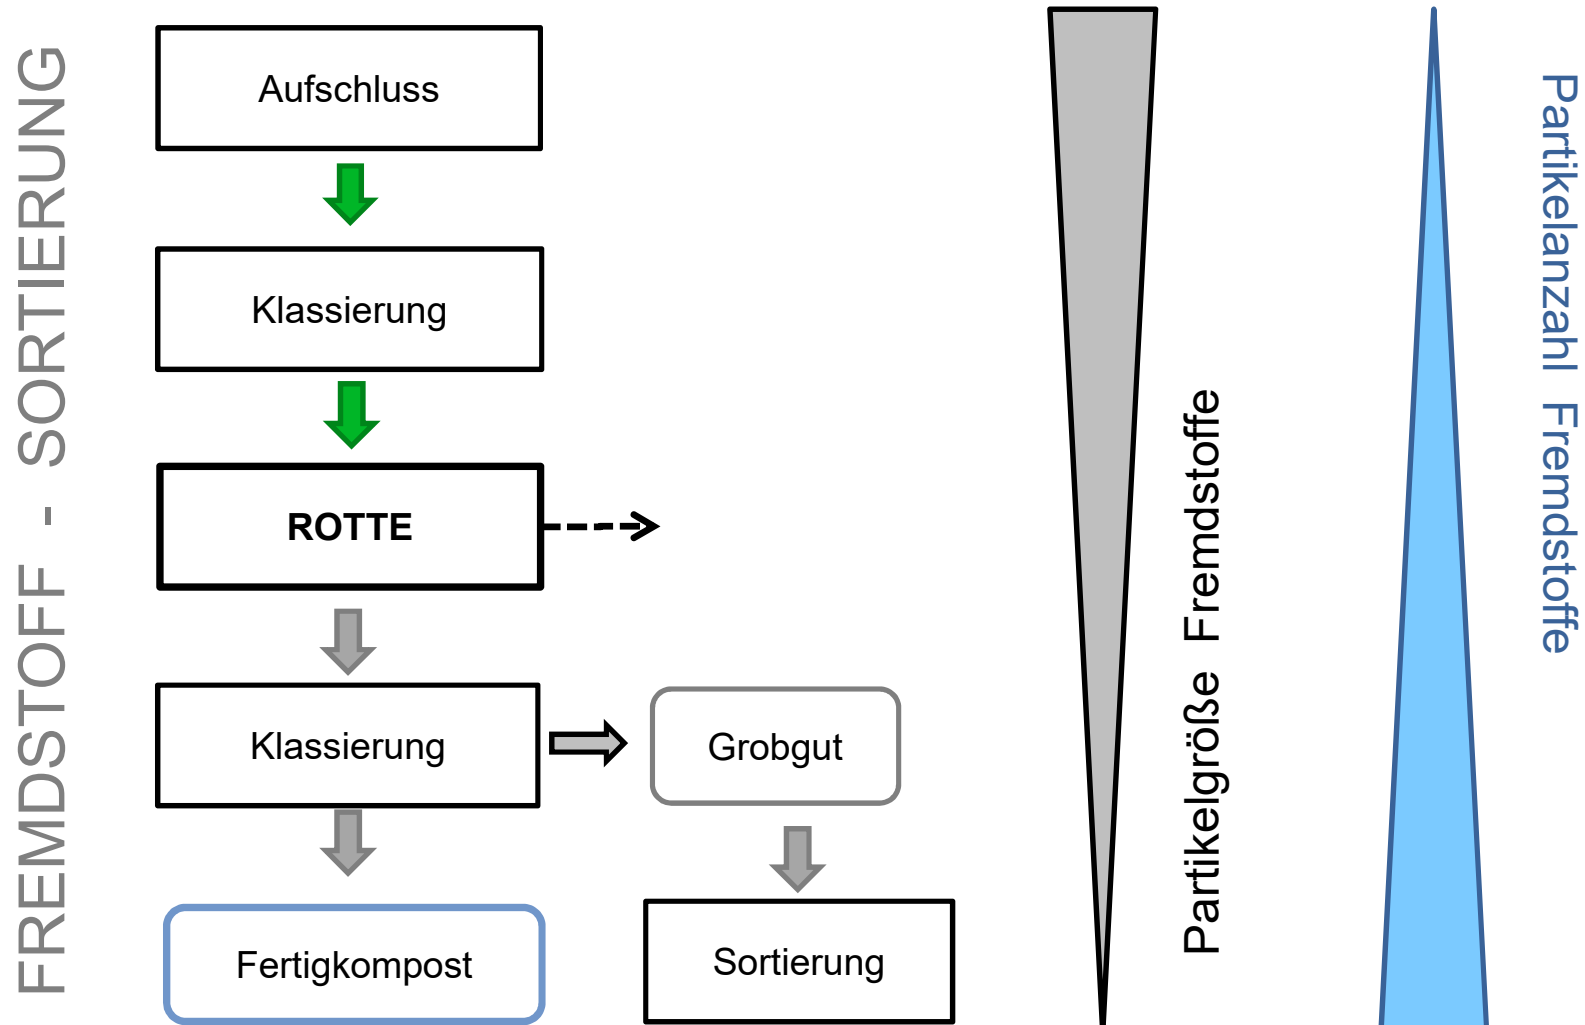 FREMDSTOFF - SORTIERUNG
Aufschluss
Klassierung
ROTTE
Klassierung
Grobgut
Fertigkompost
Sortierung
Partikelgröße Fremdstoffe
Partikelanzahl Fremdstoffe